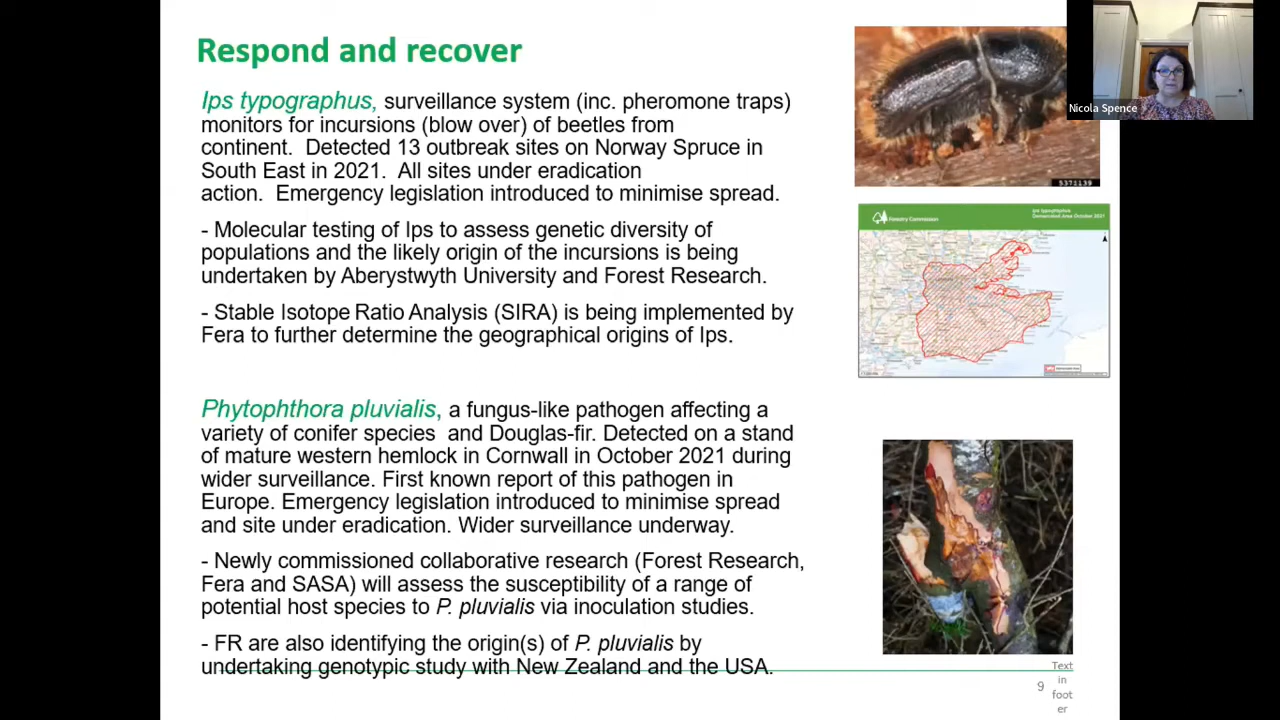 Respond and recover
Ips typographus, surveillance system (inc. pheromone traps)
monitors for incursions (blow over) of beetles from
continent. Detected 13 outbreak sites on Norway Spruce in
South East in 2021. All sites under eradication
action. Emergency legislation introduced to minimise spread.
- Molecular testing of Ips to assess genetic diversity of
populations and the likely origin of the incursions is being
undertaken by Aberystwyth University and Forest Research.
- Stable Isotope Ratio Analysis (SIRA) is being implemented by
Fera to further determine the geographical origins of Ips.
Phytophthora pluvialis, a fungus-like pathogen affecting a
variety of conifer species and Douglas-fir. Detected on a stand
of mature western hemlock in Cornwall in October 2021 during
wider surveillance. First known report of this pathogen in
Europe. Emergency legislation introduced to minimise spread
and site under eradication. Wider surveillance underway.
- Newly commissioned collaborative research (Forest Research,
Fera and SASA) will assess the susceptibility of a range of
potential host species to P. pluvialis via inoculation studies.
- FR are also identifying the origin(s) of P. pluvialis by
undertaking genotypic study with New Zealand and the USA.
Nicola Spence
5371139
Forestry Commission
Ips typographus
Demarcated Area October 2021
9
Text
in
foot
er